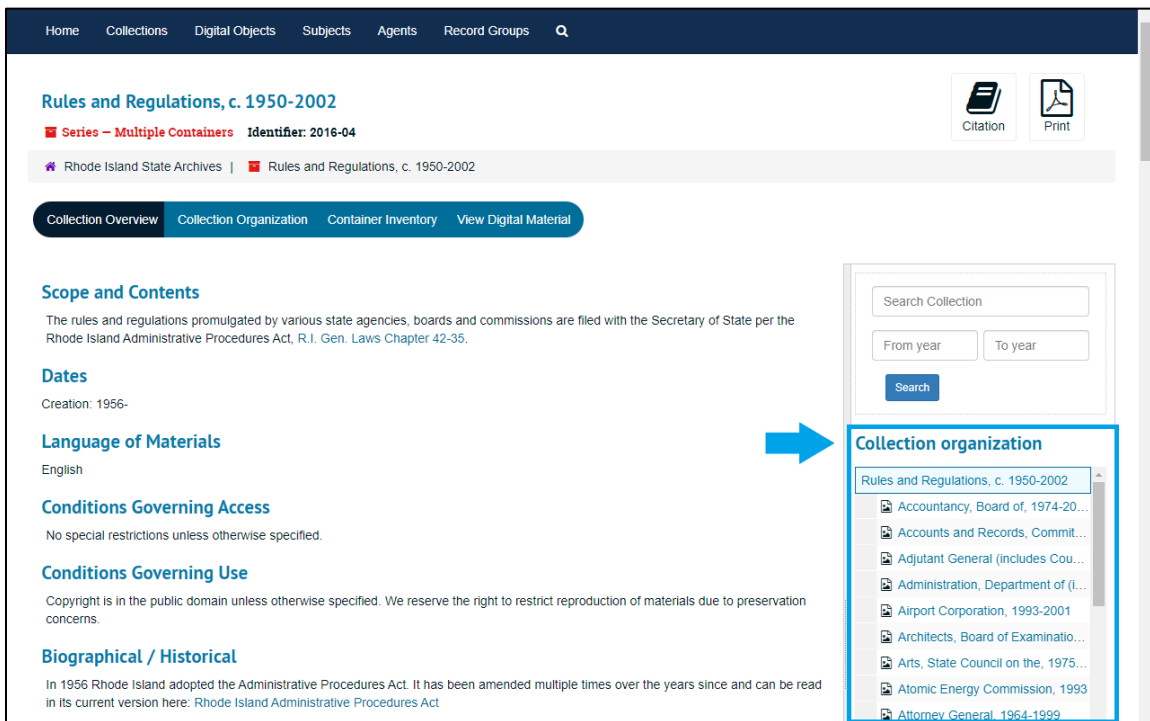 Home Collections Digital Objects Subjects Agents Record Groups
Rules and Regulations, c. 1950-2002
Series — Multiple Containers Identifier: 2016-04
Citation
Print
Rhode Island State Archives | Rules and Regulations, c. 1950-2002
Collection Overview Collection Organization Container Inventory View Digital Material
Scope and Contents
The rules and regulations promulgated by various state agencies, boards and commissions are filed with the Secretary of State per the
Rhode Island Administrative Procedures Act, R.I. Gen. Laws Chapter 42-35.
Dates
Creation: 1956-
Language of Materials
English
Conditions Governing Access
No special restrictions unless otherwise specified.
Conditions Governing Use
Copyright is in the public domain unless otherwise specified. We reserve the right to restrict reproduction of materials due to preservation
concerns.
Biographical / Historical
In 1956 Rhode Island adopted the Administrative Procedures Act. It has been amended multiple times over the years since and can be read
in its current version here: Rhode Island Administrative Procedures Act
Search Collection
From year To year
Search
Collection organization
Rules and Regulations, c. 1950-2002
Accountancy, Board of, 1974-20...
Accounts and Records, Commit...
Adjutant General (includes Cou...
Administration, Department of (i...
Airport Corporation, 1993-2001
Architects, Board of Examinatio...
Arts, State Council on the, 1975...
Atomic Energy Commission, 1993
Attorney General, 1964-1999